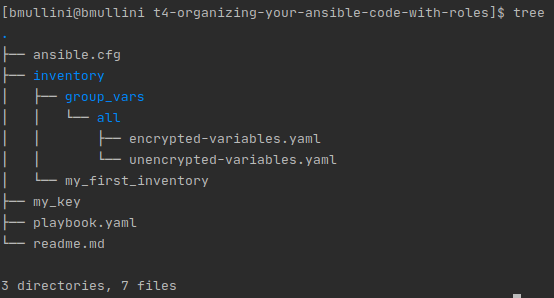 [bmullini@bmullini t4-organizing-your-ansible-code-with-roles]$ tree
.
├── ansible.cfg
├── inventory
│   ├── group_vars
│   │   └── all
│   │       ├── encrypted-variables.yaml
│   │       └── unencrypted-variables.yaml
│   └── my_first_inventory
├── my_key
├── playbook.yaml
└── readme.md
3 directories, 7 files